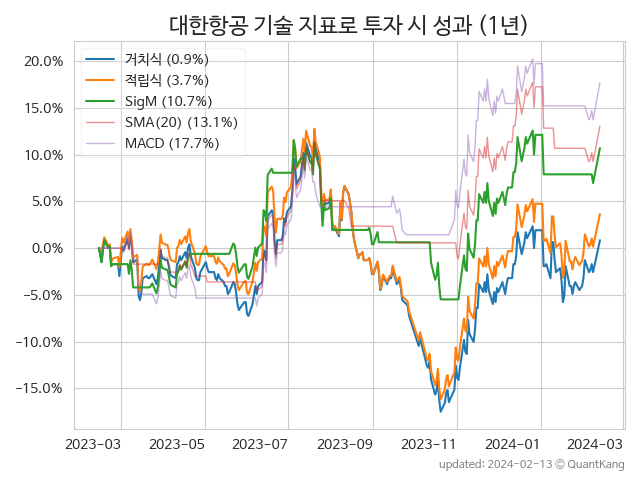 대한항공 기술 지표로 투자 시 성과 (1년)
거치식 (0.9%)
적립식 (3.7%)
SigM (10.7%)
SMA(20) (13.1%)
MACD (17.7%)
20.0%
15.0%
10.0%
5.0%
0.0%
−5.0%
−10.0%
−15.0%
2023-03 2023-05 2023-07 2023-09 2023-11 2024-01 2024-03
updated: 2024-02-13 © QuantKang